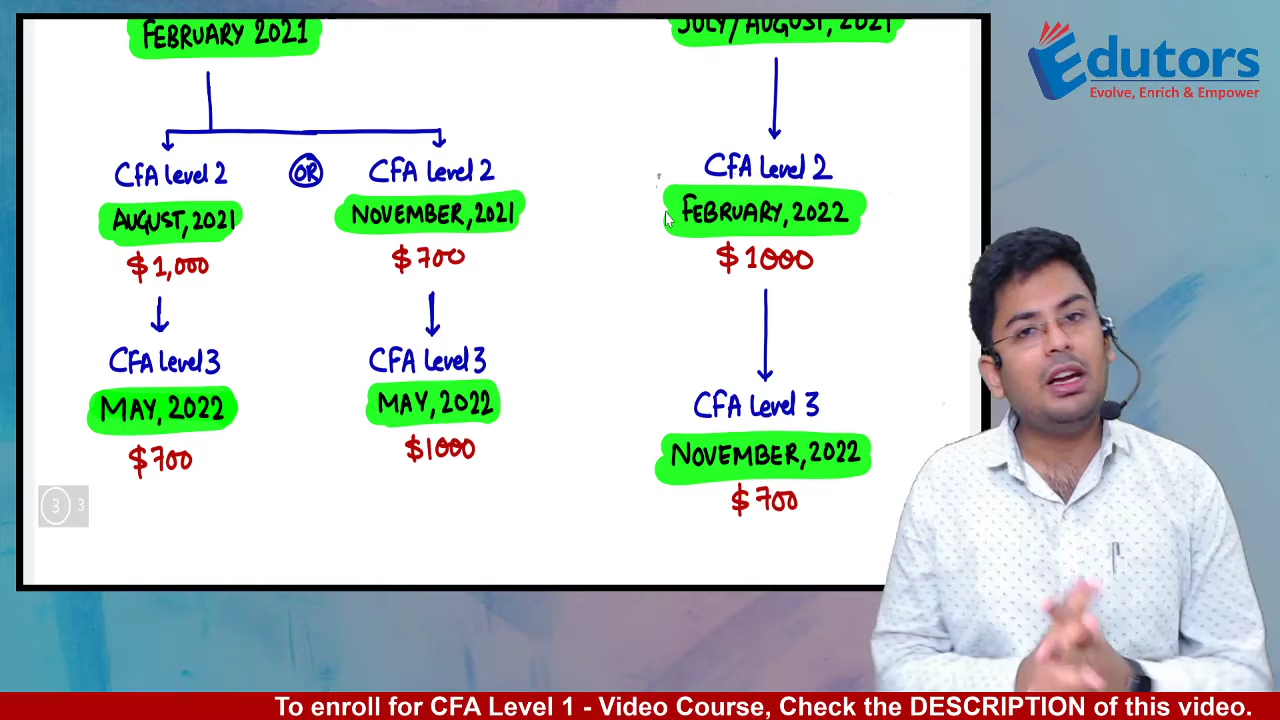 FEBRUARY 2021
JULY/AUGUST, 2021
CFA Level 2
OR
CFA Level 2
AUGUST, 2021
NOVEMBER, 2021
$1,000
$700
CFA Level 3
CFA Level 3
MAY, 2022
MAY, 2022
$700
$1000
CFA Level 2
FEBRUARY, 2022
$1000
CFA Level 3
NOVEMBER, 2022
$700
3 3
Edutors
Evolve, Enrich & Empower
To enroll for CFA Level 1 - Video Course, Check the DESCRIPTION of this video.